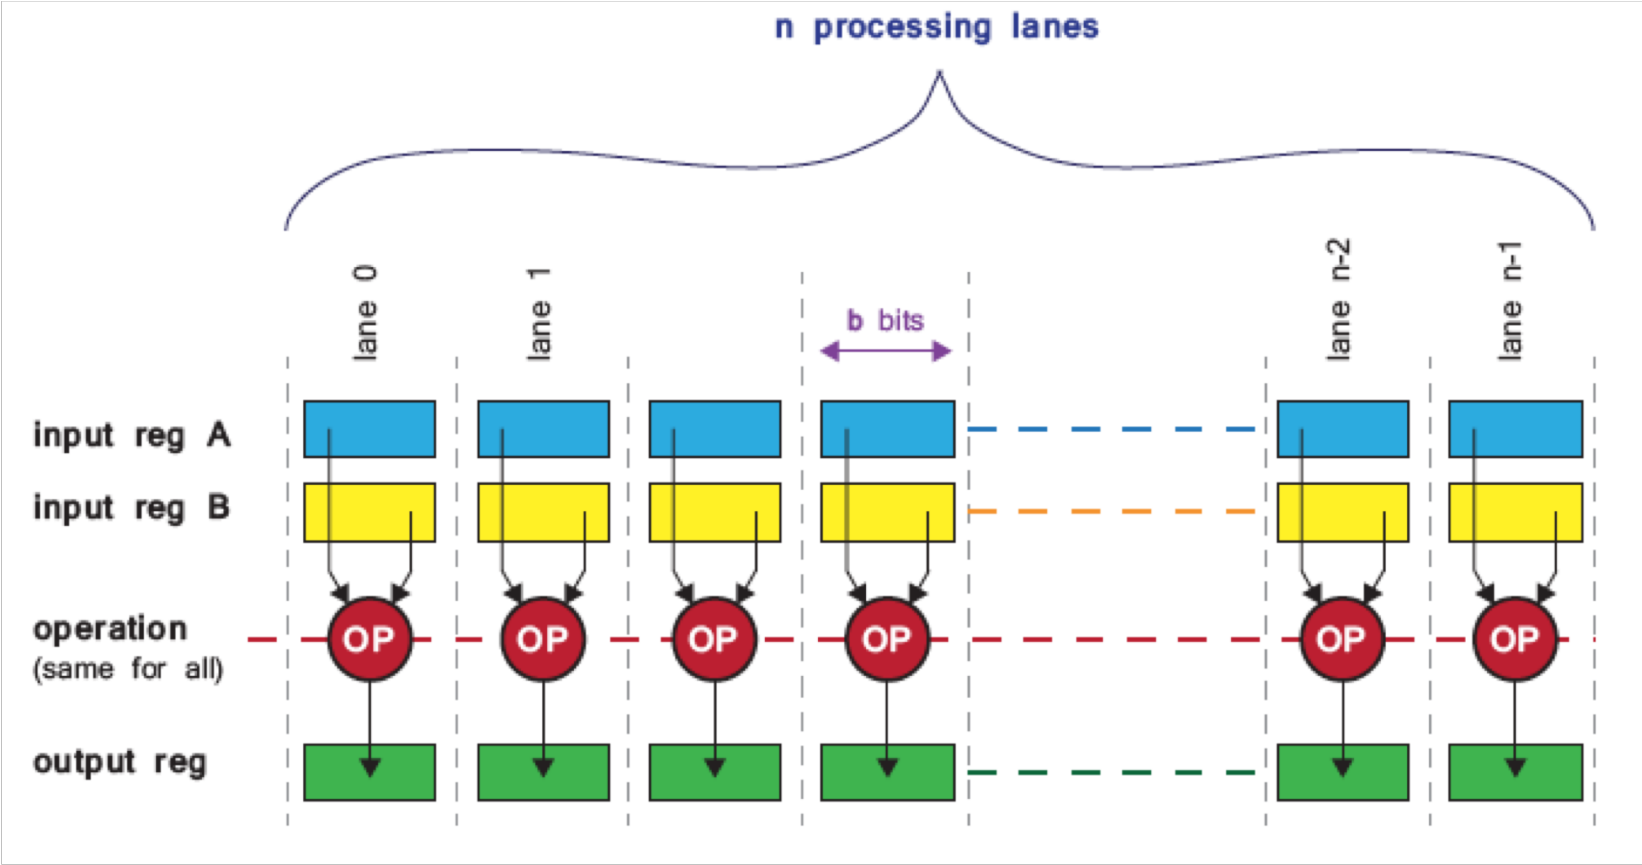 n processing lanes
lane 0
lane 1
b bits
lane n-2
lane n-1
input reg A
input reg B
operation
(same for all)
OP
OP
OP
OP
OP
OP
output reg